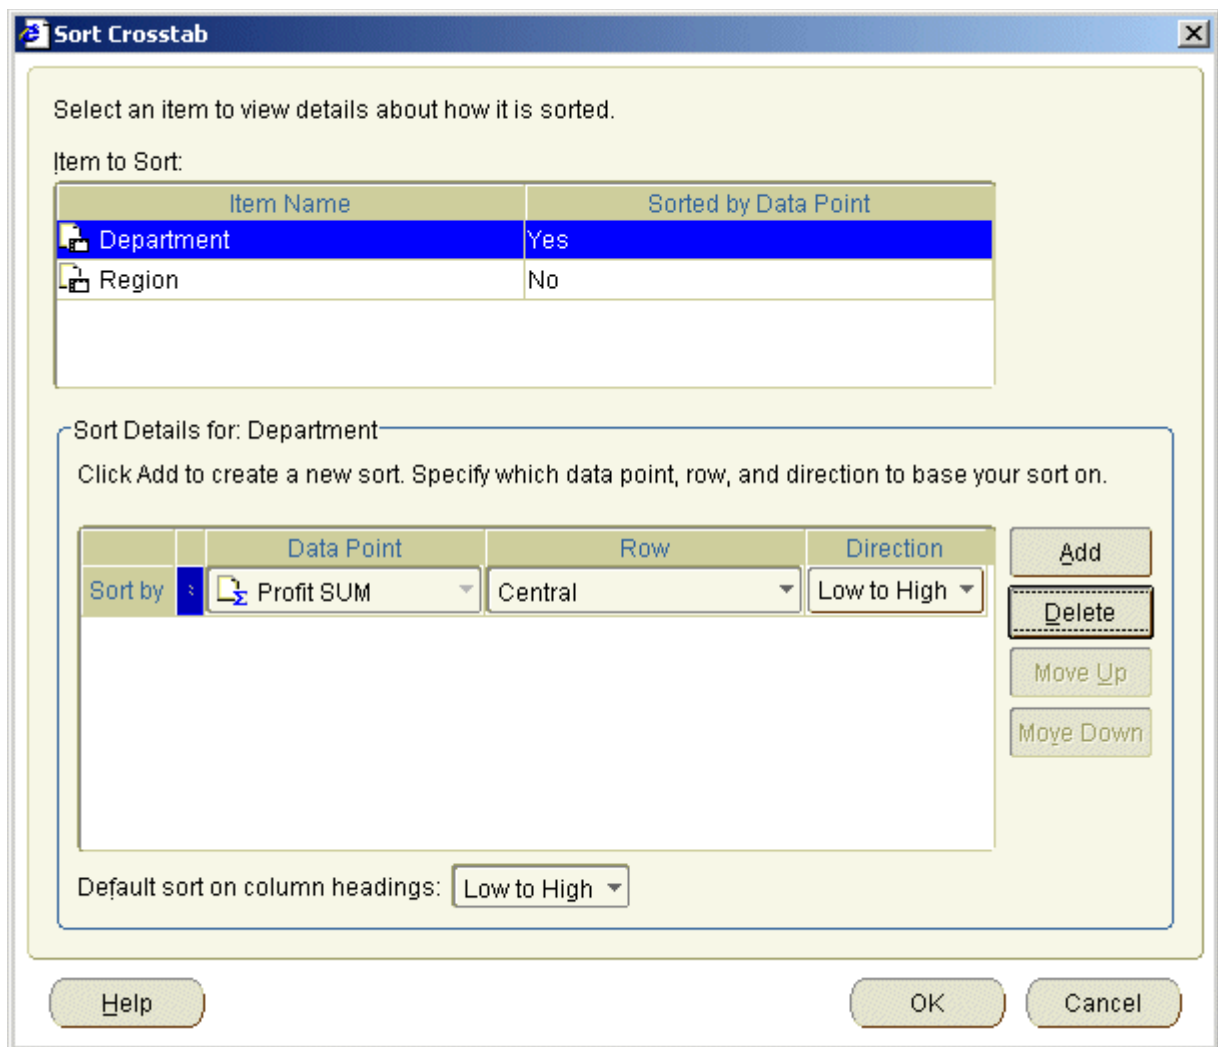 Sort Crosstab
Select an item to view details about how it is sorted.
Item to Sort:
Item Name Sorted by Data Point
Department Yes
Region No
Sort Details for: Department
Click Add to create a new sort. Specify which data point, row, and direction to base your sort on.
Data Point Row Direction
Sort by Profit SUM Central Low to High
Add
Delete
Move Up
Move Down
Default sort on column headings: Low to High
Help OK Cancel